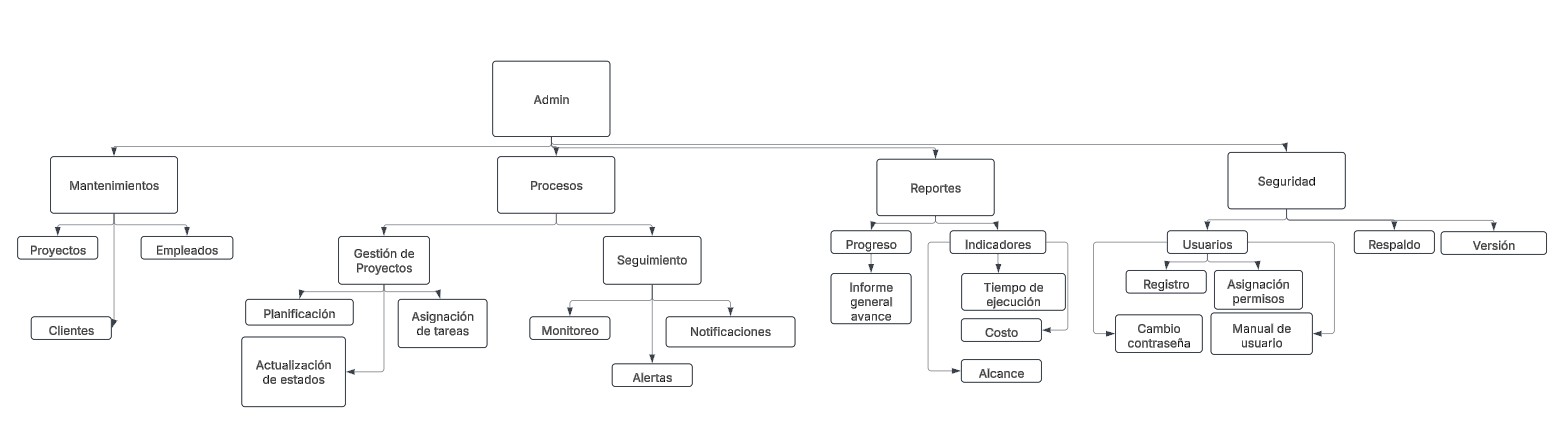 Admin
Mantenimientos
Procesos
Reportes
Seguridad
Proyectos
Empleados
Clientes
Gestión de
Proyectos
Seguimiento
Planificación
Asignación
de tareas
Actualización
de estados
Monitoreo
Notificaciones
Alertas
Progreso
Indicadores
Informe
general
avance
Tiempo de
ejecución
Costo
Alcance
Usuarios
Respaldo
Versión
Registro
Asignación
permisos
Cambio
contraseña
Manual de
usuario